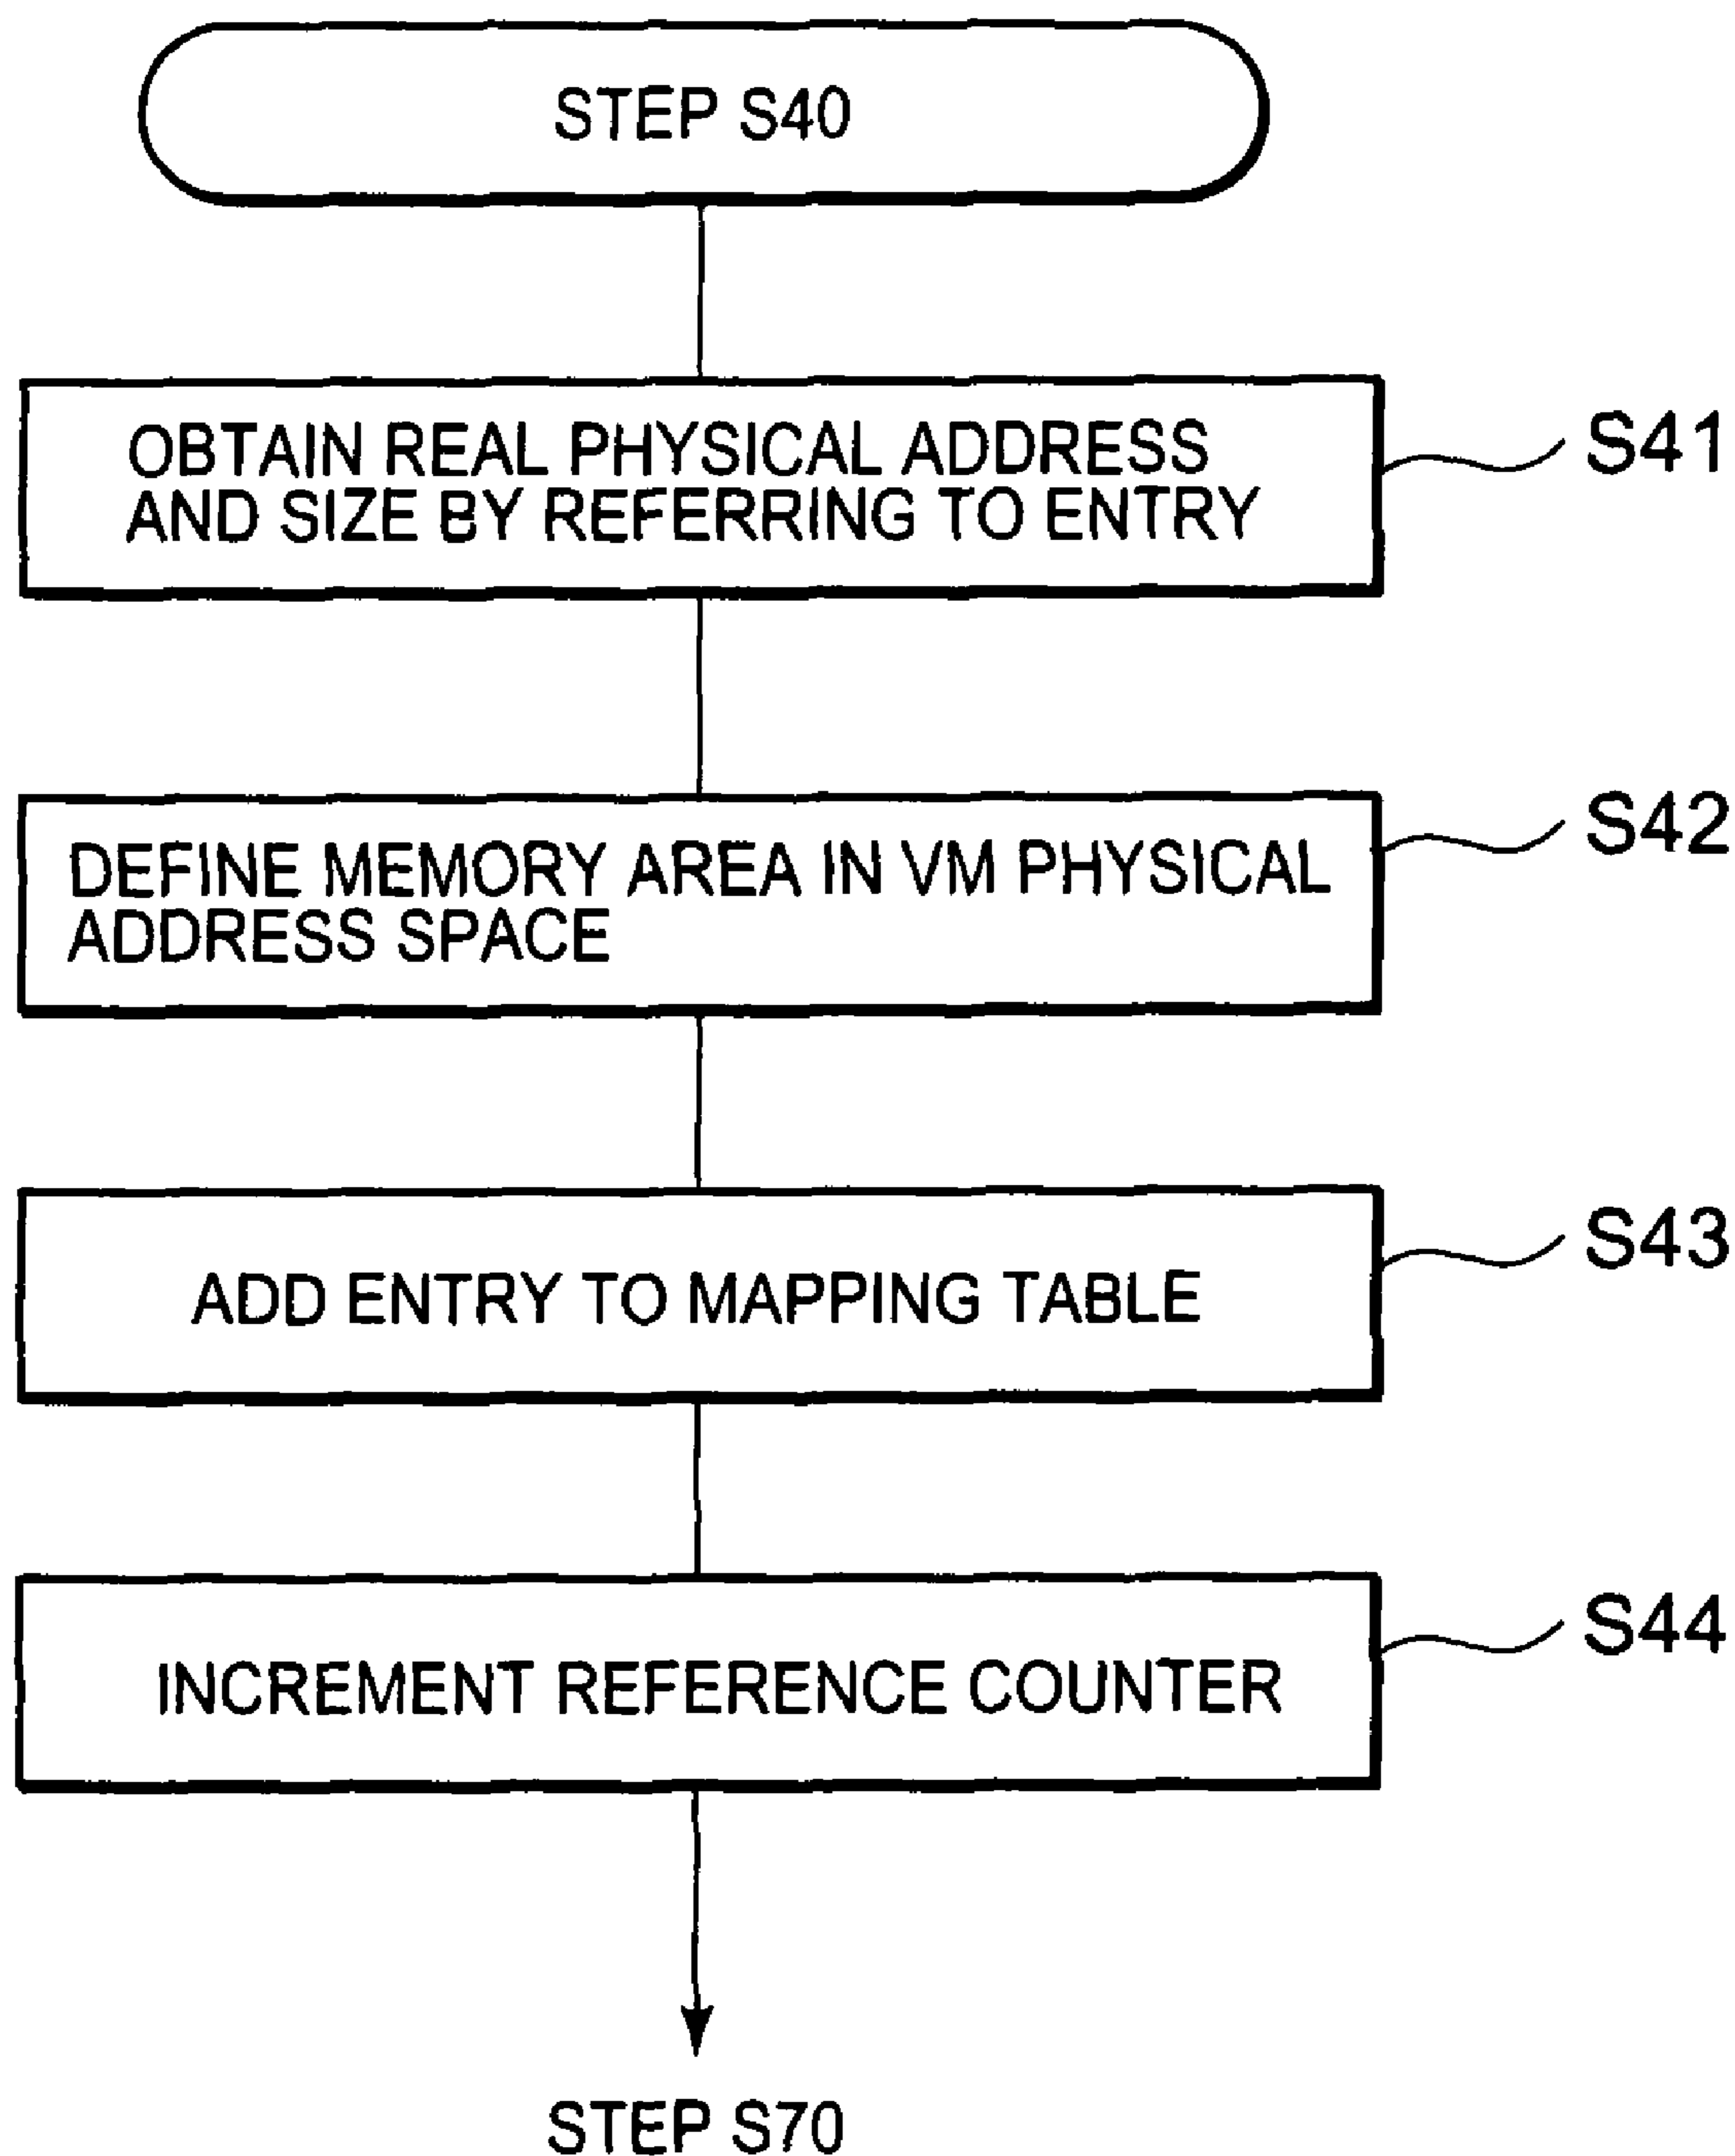 STEP S40
OBTAIN REAL PHYSICAL ADDRESS
AND SIZE BY REFERRING TO ENTRY
S41
DEFINE MEMORY AREA IN VM PHYSICAL
ADDRESS SPACE
S42
ADD ENTRY TO MAPPING TABLE
S43
INCREMENT REFERENCE COUNTER
S44
STEP S70